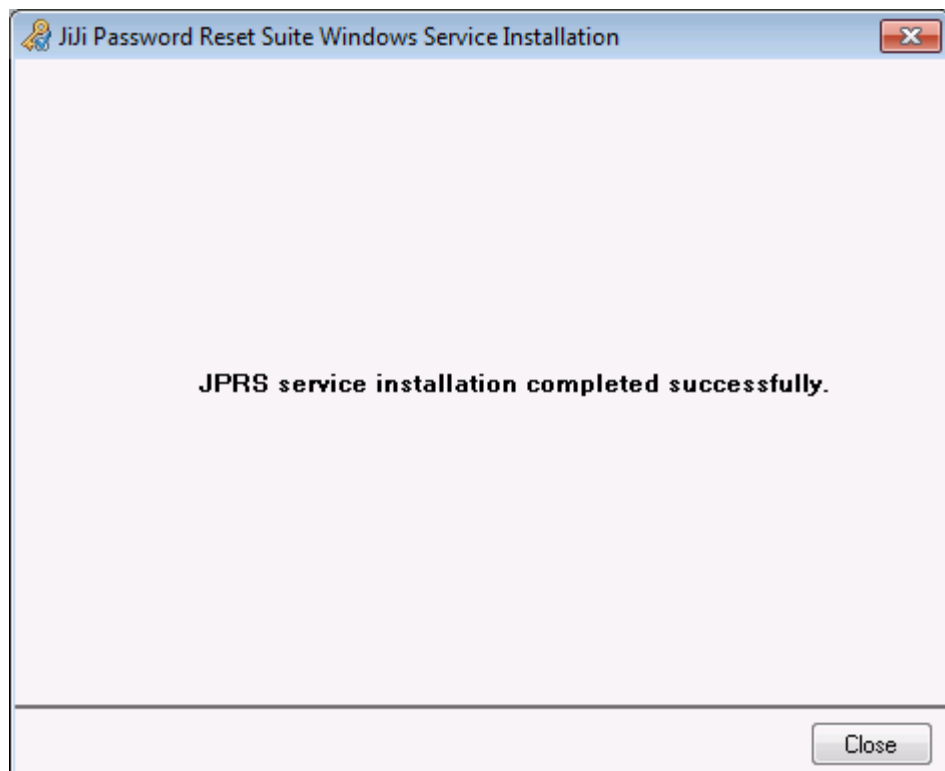 JiJi Password Reset Suite Windows Service Installation
JPRS service installation completed successfully.
Close